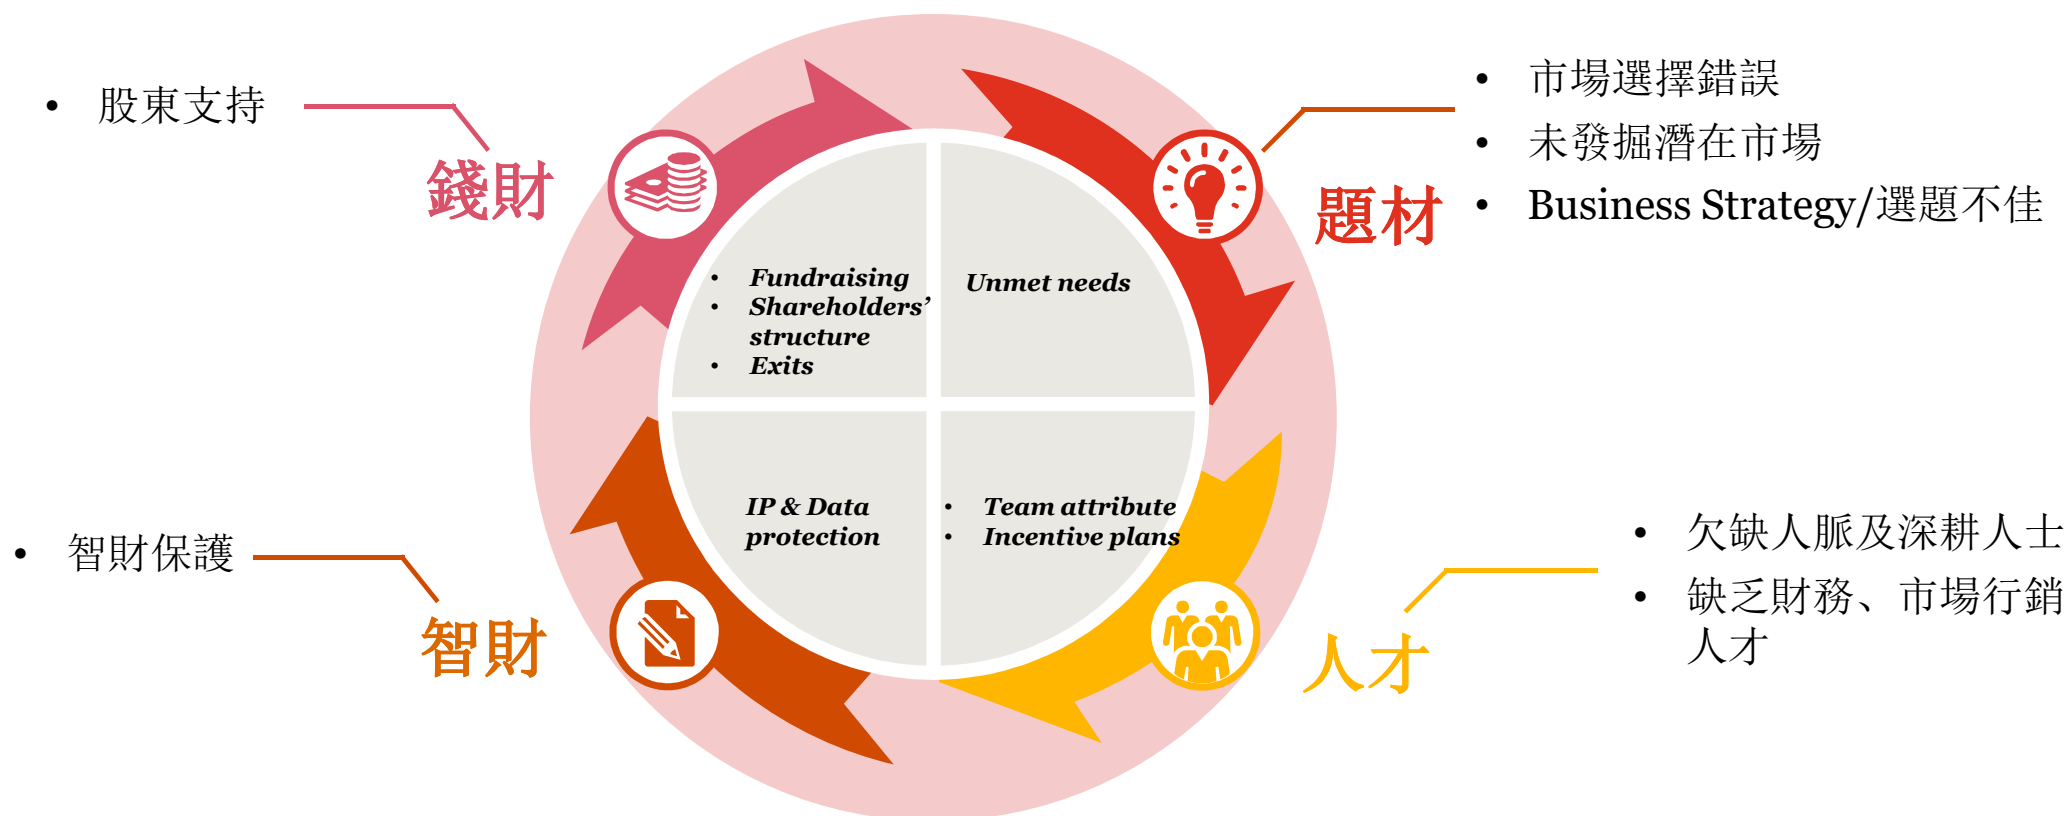 • 股東支持
錢財
• 市場選擇錯誤
• 未發掘潛在市場
• Business Strategy/選題不佳
題材
• Fundraising
• Shareholders’
structure
• Exits
Unmet needs
IP & Data
protection
• Team attribute
• Incentive plans
• 智財保護
智財
• 欠缺人脈及深耕人士
• 缺乏財務、市場行銷
人才
人才